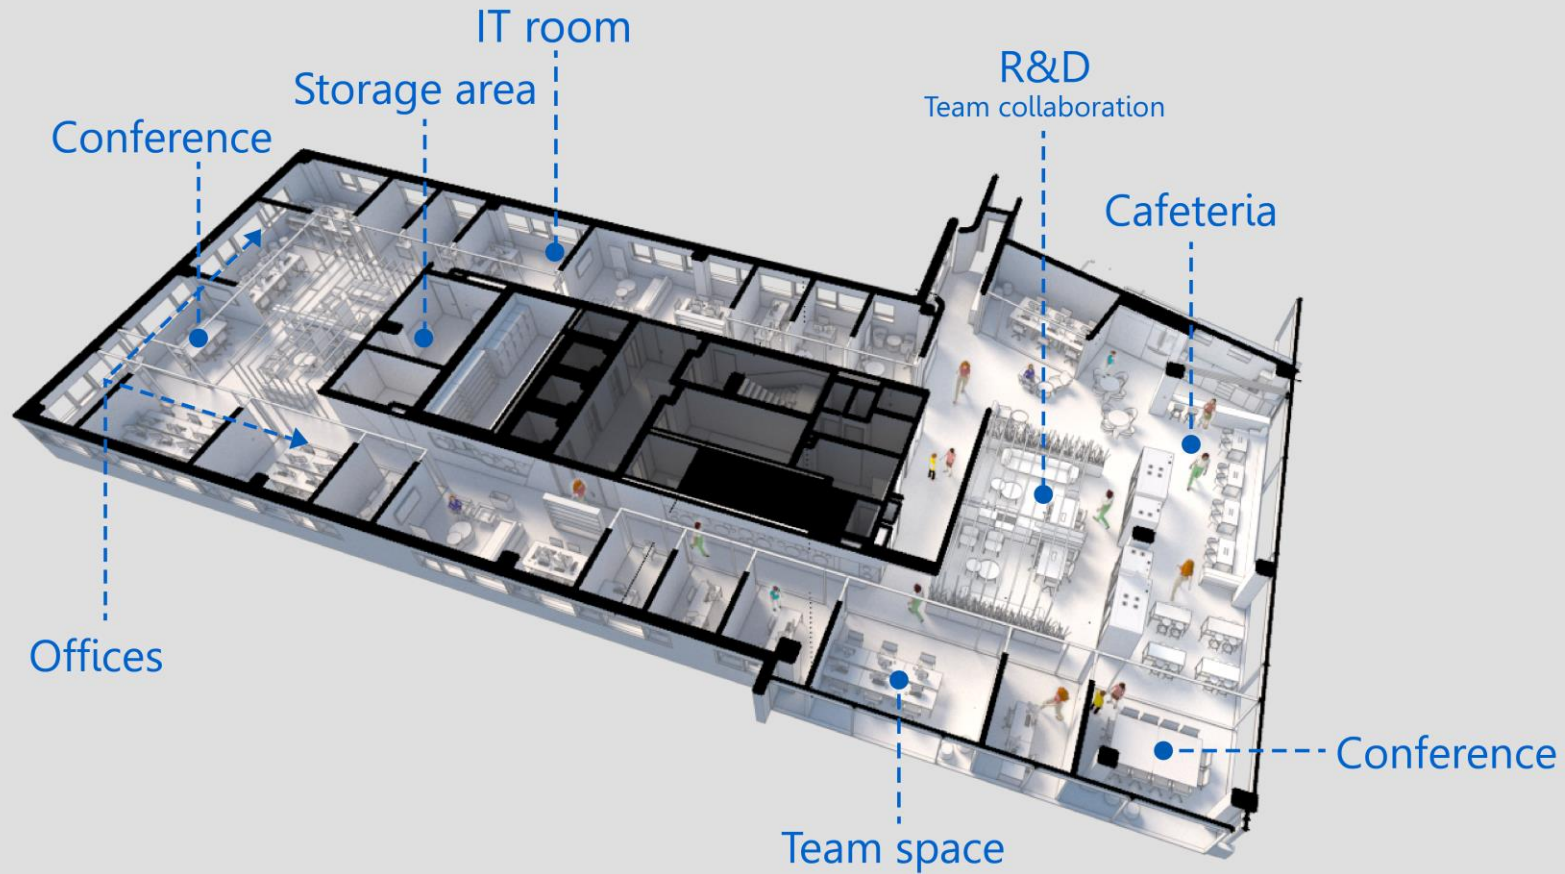 IT room
Storage area
Conference
R&D
Team collaboration
Cafeteria
Offices
Team space
Conference